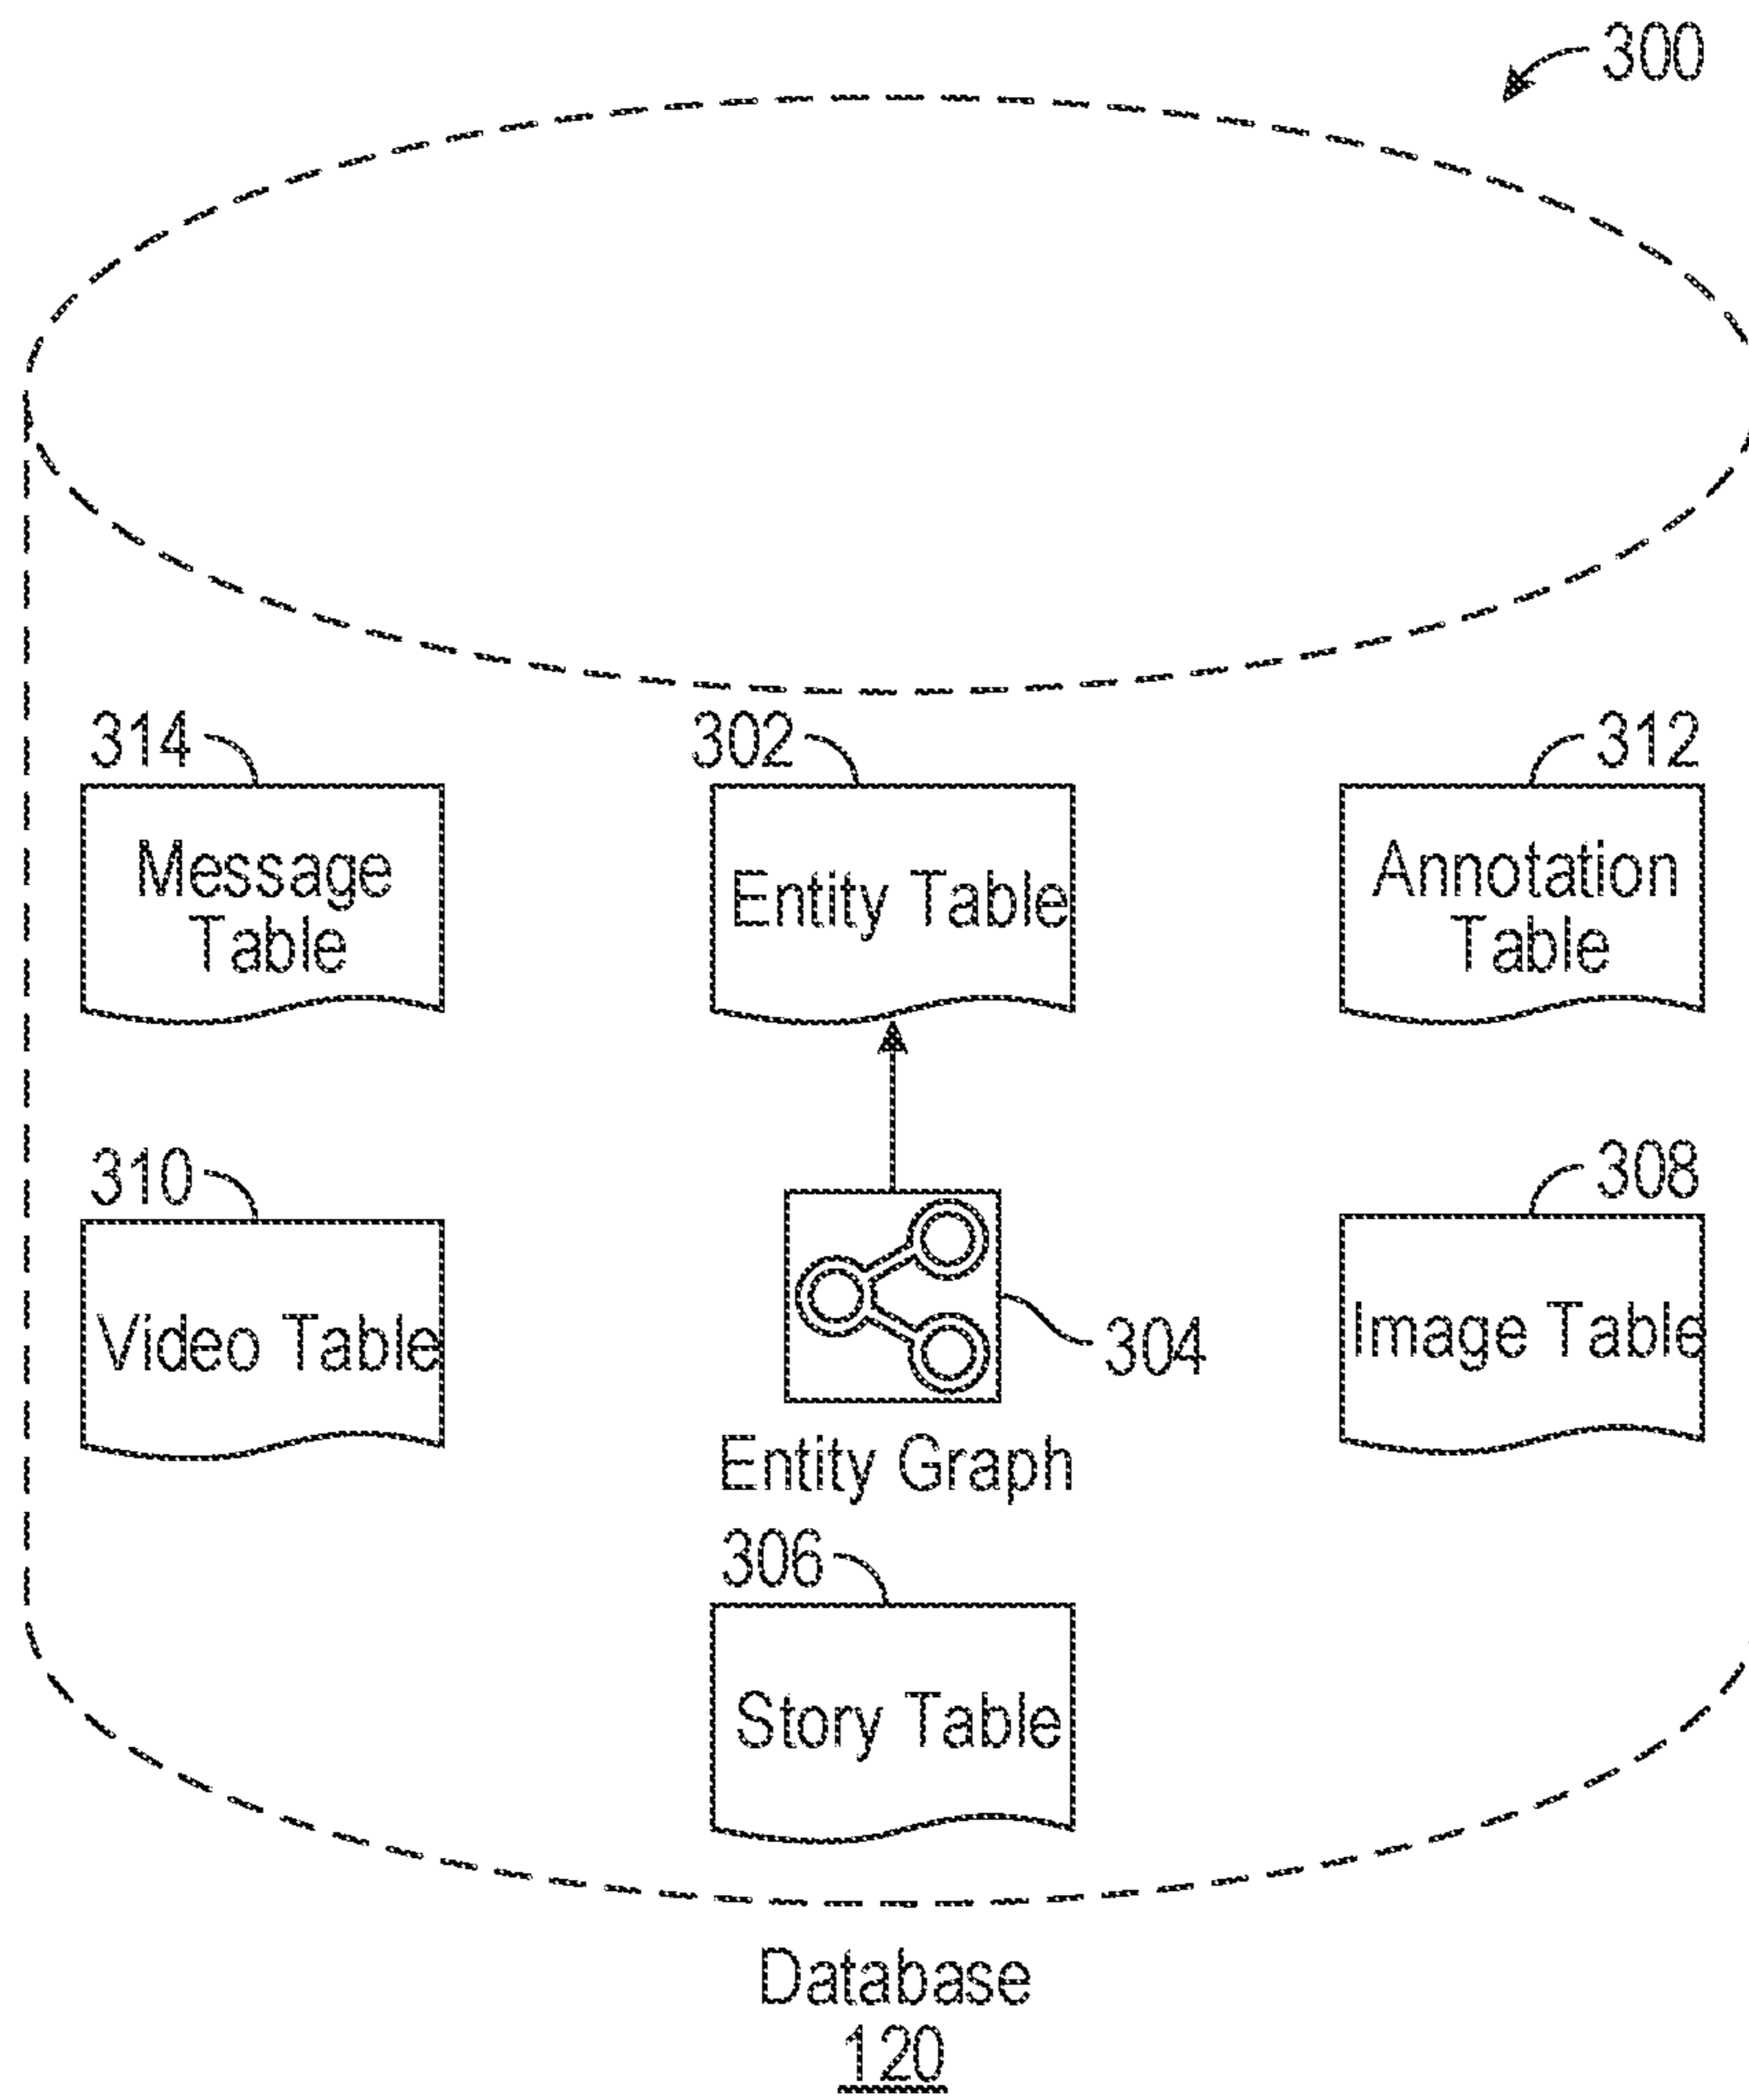 300
314
302
312
Message
Table
Entity Table
Annotation
Table
310
308
Video Table
304
Image Table
Entity Graph
306
Story Table
Database
120